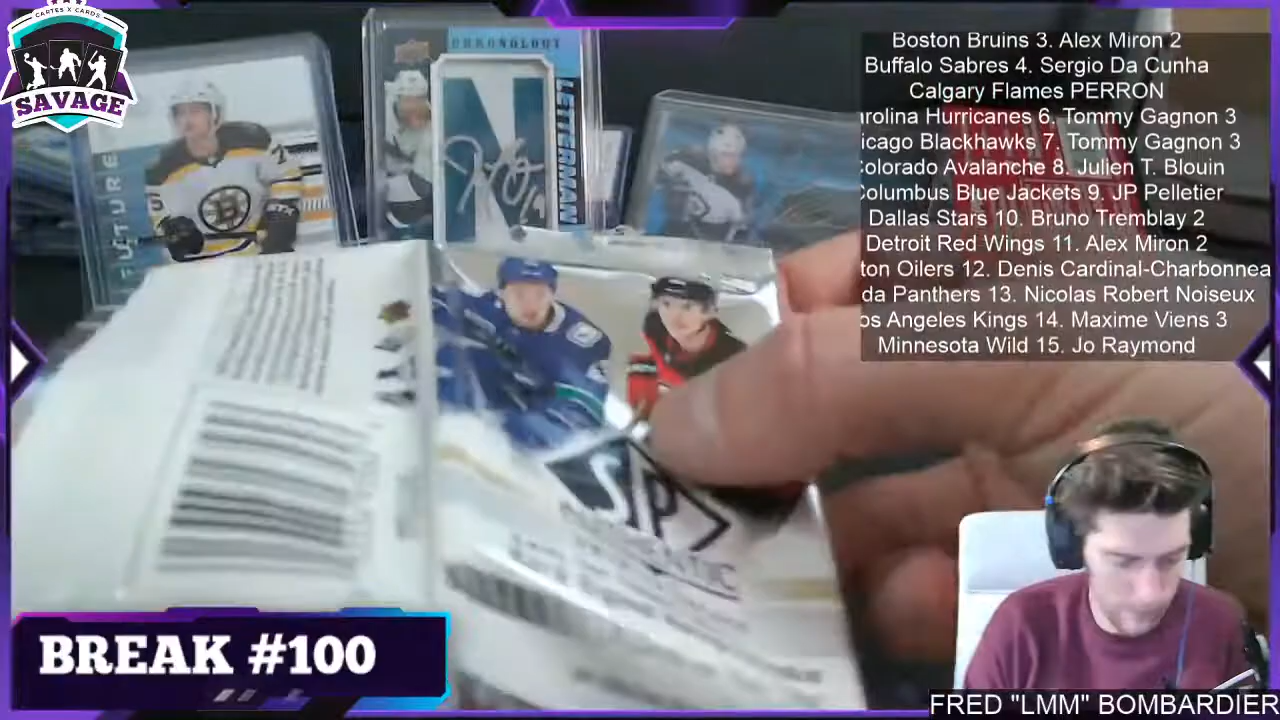 CARTES X CARDS
SAVAGE
CHRONOLOGY
LETTERMAN
FUTURE
Boston Bruins 3. Alex Miron 2
Buffalo Sabres 4. Sergio Da Cunha
Calgary Flames PERRON
arolina Hurricanes 6. Tommy Gagnon 3
icago Blackhawks 7. Tommy Gagnon 3
Colorado Avalanche 8. Julien T. Blouin
Columbus Blue Jackets 9. JP Pelletier
Dallas Stars 10. Bruno Tremblay 2
Detroit Red Wings 11. Alex Miron 2
ton Oilers 12. Denis Cardinal-Charbonnea
da Panthers 13. Nicolas Robert Noiseux
os Angeles Kings 14. Maxime Viens 3
Minnesota Wild 15. Jo Raymond
SP
BREAK #100
FRED "LMM" BOMBARDIER